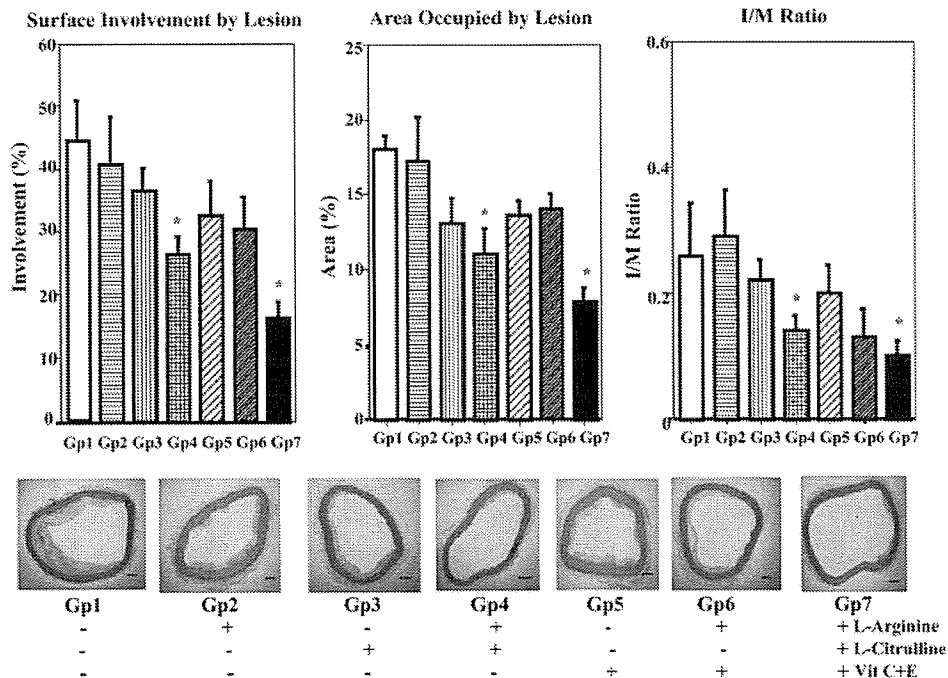 Surface Involvement by Lesion
Area Occupied by Lesion
I/M Ratio
Involvement (%)
60
50
40
30
20
10
0
Gp1 Gp2 Gp3 Gp4 Gp5 Gp6 Gp7
*
*
Area (%)
25
20
15
10
5
0
Gp1 Gp2 Gp3 Gp4 Gp5 Gp6 Gp7
*
*
I/M Ratio
0.6
0.4
0.2
0
Gp1 Gp2 Gp3 Gp4 Gp5 Gp6 Gp7
*
*
Gp1 Gp2 Gp3 Gp4 Gp5 Gp6 Gp7
- + - + - + + L-Arginine
- - + + - - + L-Citrulline
- - - - + + + Vit C+E